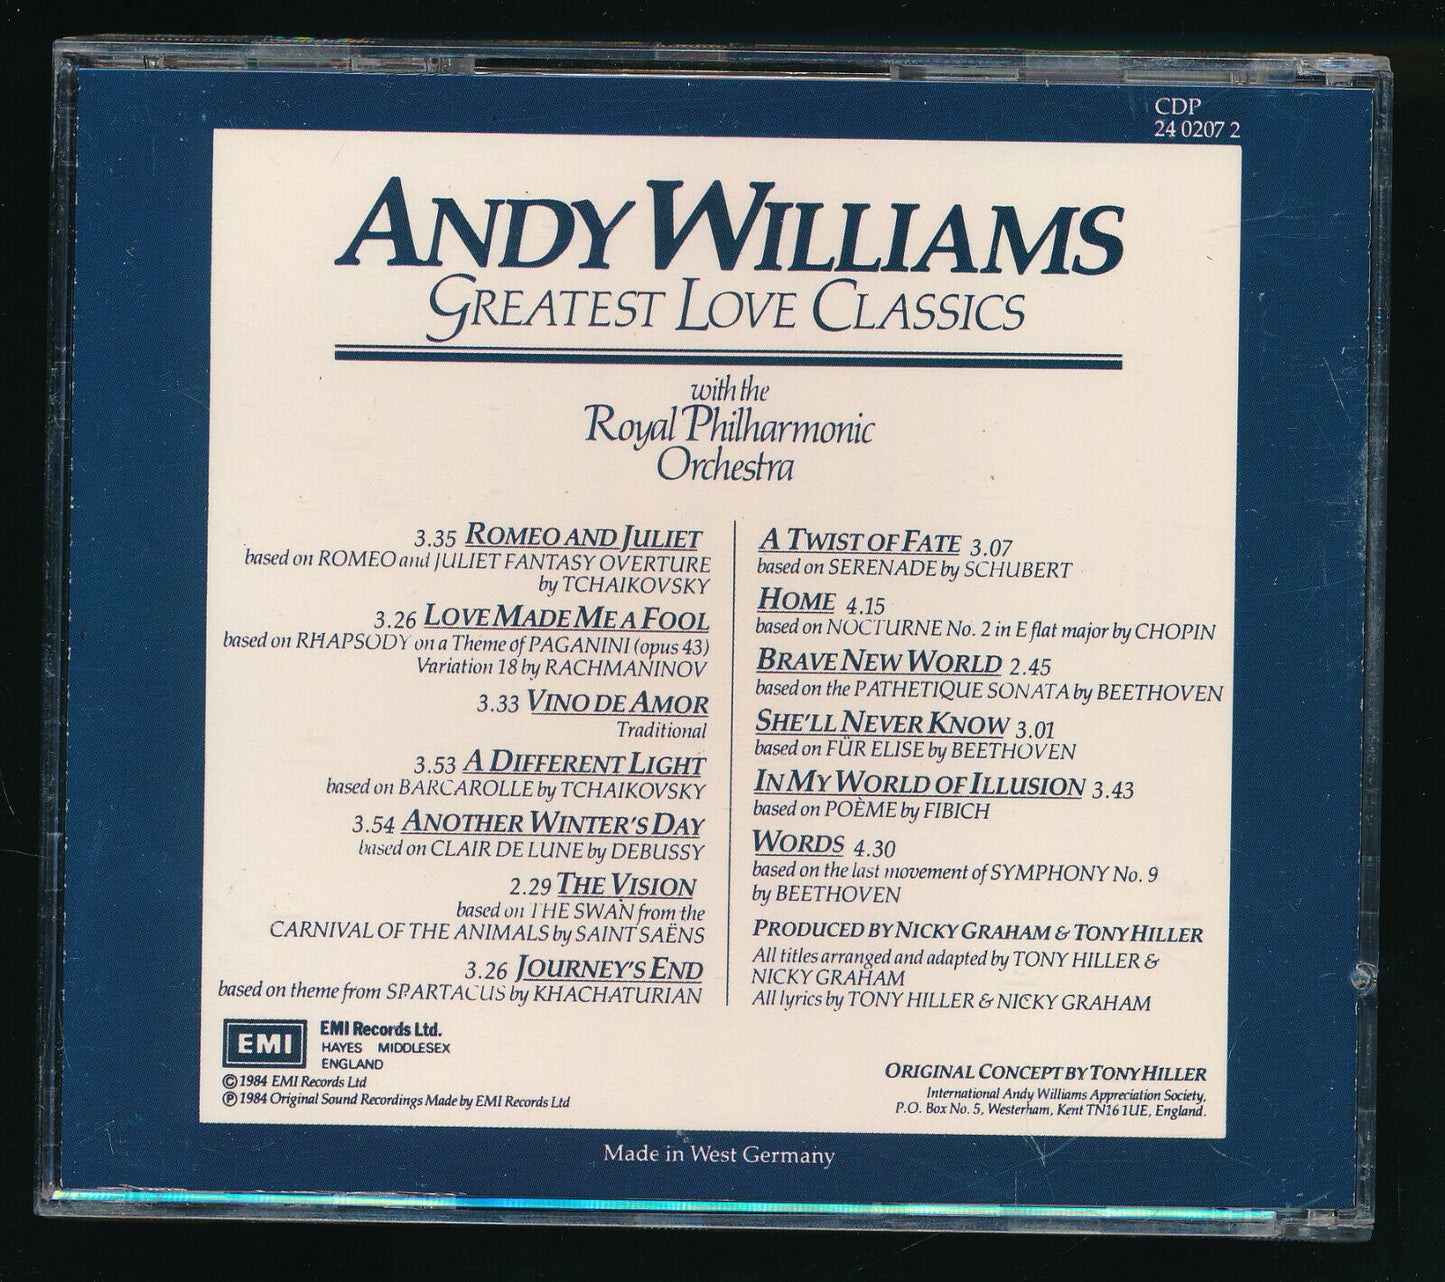 CDP
24 0207 2
ANDY WILLIAMS
GREATEST LOVE CLASSICS
with the
Royal Philharmonic
Orchestra
3.35 ROMEO AND JULIET
based on ROMEO and JULIET FANTASY OVERTURE
by TCHAIKOVSKY
3.26 LOVE MADE ME A FOOL
based on RHAPSODY on a Theme of PAGANINI (opus 43)
Variation 18 by RACHMANINOV
3.33 VINO DE AMOR
Traditional
3.53 A DIFFERENT LIGHT
based on BARCAROLLE by TCHAIKOVSKY
3.54 ANOTHER WINTER'S DAY
based on CLAIR DE LUNE by DEBUSSY
2.29 THE VISION
based on THE SWAN from the
CARNIVAL OF THE ANIMALS by SAINT SAËNS
3.26 JOURNEY'S END
based on theme from SPARTACUS by KHACHATURIAN
A TWIST OF FATE 3.07
based on SERENADE by SCHUBERT
HOME 4.15
based on NOCTURNE No. 2 in E flat major by CHOPIN
BRAVE NEW WORLD 2.45
based on the PATHETIQUE SONATA by BEETHOVEN
SHE'LL NEVER KNOW 3.01
based on FÜR ELISE by BEETHOVEN
IN MY WORLD OF ILLUSION 3.43
based on POÈME by FIBICH
WORDS 4.30
based on the last movement of SYMPHONY No. 9
by BEETHOVEN
PRODUCED BY NICKY GRAHAM & TONY HILLER
All titles arranged and adapted by TONY HILLER &
NICKY GRAHAM
All lyrics by TONY HILLER & NICKY GRAHAM
EMI
EMI Records Ltd.
HAYES MIDDLESEX
ENGLAND
© 1984 EMI Records Ltd
℗ 1984 Original Sound Recordings Made by EMI Records Ltd
ORIGINAL CONCEPT BY TONY HILLER
International Andy Williams Appreciation Society,
P.O. Box No. 5, Westerham, Kent TN16 1UE, England.
Made in West Germany